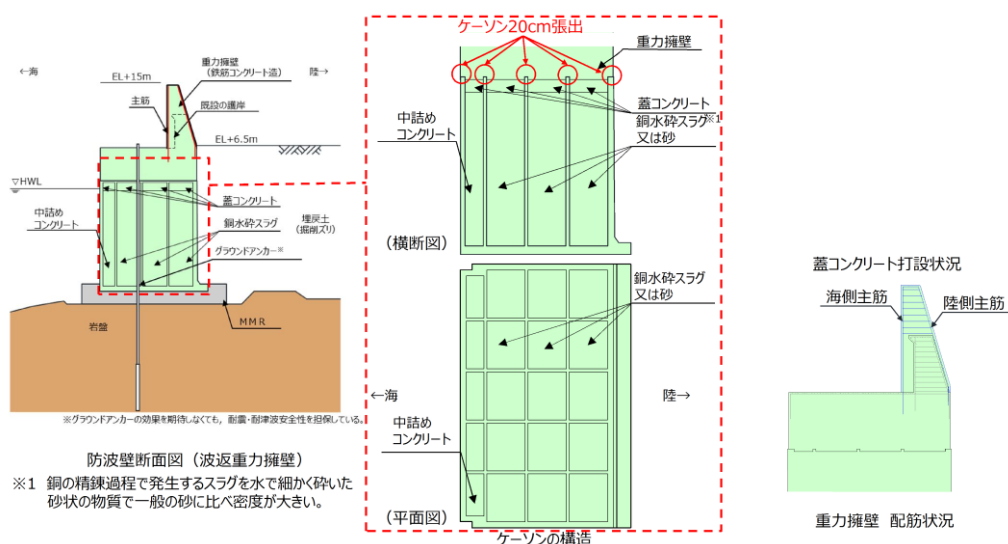 ←海
EL+15m
重力擁壁
(鉄筋コンクリート造)
陸→
主筋
既設の護岸
EL+6.5m
▽HWL
蓋コンクリート
中詰め
コンクリート
銅水砕スラグ
埋戻土
(掘削ズリ)
グラウンドアンカー※
MMR
岩盤
※グラウンドアンカーの効果を期待しなくても,耐震・耐津波安全性を担保している。
防波壁断面図(波返重力擁壁)
※1 銅の精錬過程で発生するスラグを水で細かく砕いた
砂状の物質で一般の砂に比べ密度が大きい。
ケーソン20cm張出
重力擁壁
蓋コンクリート
銅水砕スラグ※1
又は砂
中詰め
コンクリート
(横断図)
銅水砕スラグ
又は砂
←海
陸→
中詰め
コンクリート
(平面図)
ケーソンの構造
蓋コンクリート打設状況
海側主筋
陸側主筋
重力擁壁 配筋状況